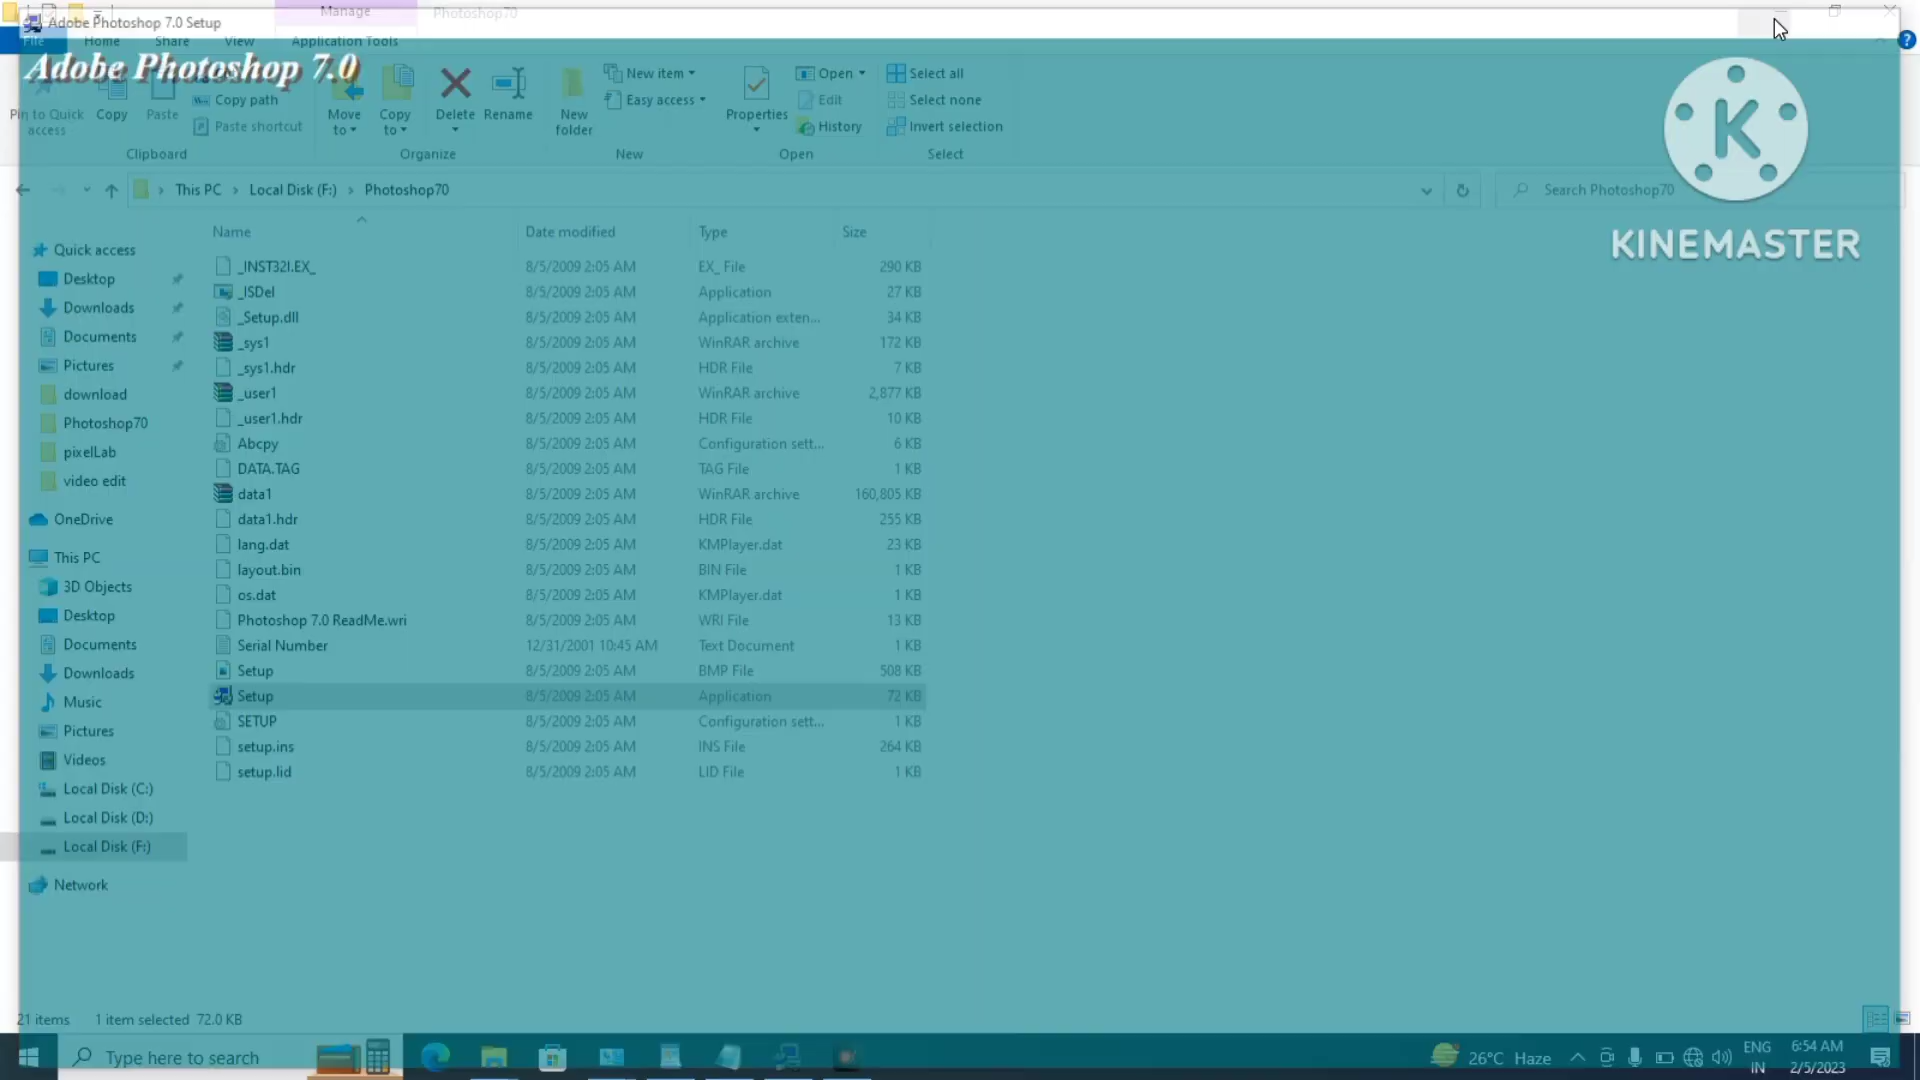 Adobe Photoshop 7.0 Setup
Manage
Photoshop70
File
Home
Share
View
Application Tools
Adobe Photoshop 7.0
Pin to Quick access
Copy
Paste
Copy path
Paste shortcut
Clipboard
Move to
Copy to
Delete
Rename
Organize
New folder
New item
Easy access
New
Properties
Open
Edit
History
Open
Select all
Select none
Invert selection
Select
K
KINEMASTER
This PC > Local Disk (F:) > Photoshop70
Search Photoshop70
Name Date modified Type Size
_INST32I.EX_ 8/5/2009 2:05 AM EX_ File 290 KB
_ISDel 8/5/2009 2:05 AM Application 27 KB
_Setup.dll 8/5/2009 2:05 AM Application exten... 34 KB
_sys1 8/5/2009 2:05 AM WinRAR archive 172 KB
_sys1.hdr 8/5/2009 2:05 AM HDR File 7 KB
_user1 8/5/2009 2:05 AM WinRAR archive 2,877 KB
_user1.hdr 8/5/2009 2:05 AM HDR File 10 KB
Abcpy 8/5/2009 2:05 AM Configuration sett... 6 KB
DATA.TAG 8/5/2009 2:05 AM TAG File 1 KB
data1 8/5/2009 2:05 AM WinRAR archive 160,805 KB
data1.hdr 8/5/2009 2:05 AM HDR File 255 KB
lang.dat 8/5/2009 2:05 AM KMPlayer.dat 23 KB
layout.bin 8/5/2009 2:05 AM BIN File 1 KB
os.dat 8/5/2009 2:05 AM KMPlayer.dat 1 KB
Photoshop 7.0 ReadMe.wri 8/5/2009 2:05 AM WRI File 13 KB
Serial Number 12/31/2001 10:45 AM Text Document 1 KB
Setup 8/5/2009 2:05 AM BMP File 508 KB
Setup 8/5/2009 2:05 AM Application 72 KB
SETUP 8/5/2009 2:05 AM Configuration sett... 1 KB
setup.ins 8/5/2009 2:05 AM INS File 264 KB
setup.lid 8/5/2009 2:05 AM LID File 1 KB
Quick access
Desktop
Downloads
Documents
Pictures
download
Photoshop70
pixelLab
video edit
OneDrive
This PC
3D Objects
Desktop
Documents
Downloads
Music
Pictures
Videos
Local Disk (C:)
Local Disk (D:)
Local Disk (F:)
Network
21 items 1 item selected 72.0 KB
Type here to search
26°C Haze
ENG
IN
6:54 AM
2/5/2023